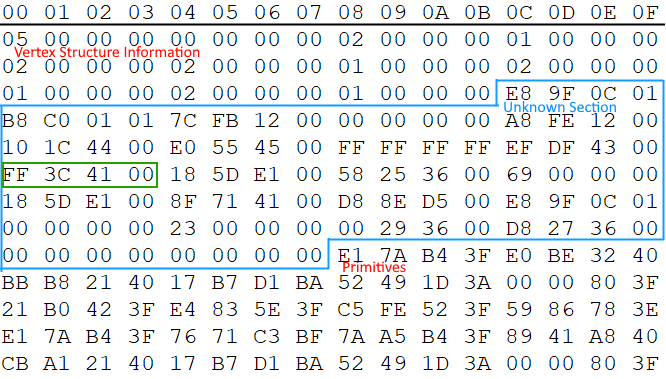 00 01 02 03 04 05 06 07 08 09 0A 0B 0C 0D 0E 0F
05 00 00 00 00 00 00 00 02 00 00 00 01 00 00 00
Vertex Structure Information
02 00 00 00 02 00 00 00 01 00 00 00 02 00 00 00
01 00 00 00 02 00 00 00 01 00 00 00 E8 9F 0C 01
Unknown Section
B8 C0 01 01 7C FB 12 00 00 00 00 00 A8 FE 12 00
10 1C 44 00 E0 55 45 00 FF FF FF FF EF DF 43 00
FF 3C 41 00 18 5D E1 00 58 25 36 00 69 00 00 00
18 5D E1 00 8F 71 41 00 D8 8E D5 00 E8 9F 0C 01
00 00 00 00 23 00 00 00 00 29 36 00 D8 27 36 00
00 00 00 00 00 00 00 00 E1 7A B4 3F E0 BE 32 40
Primitives
BB B8 21 40 17 B7 D1 BA 52 49 1D 3A 00 00 80 3F
21 B0 42 3F E4 83 5E 3F C5 FE 52 3F 59 86 78 3E
E1 7A B4 3F 76 71 C3 BF 7A A5 B4 3F 89 41 A8 40
CB A1 21 40 17 B7 D1 BA 52 49 1D 3A 00 00 80 3F